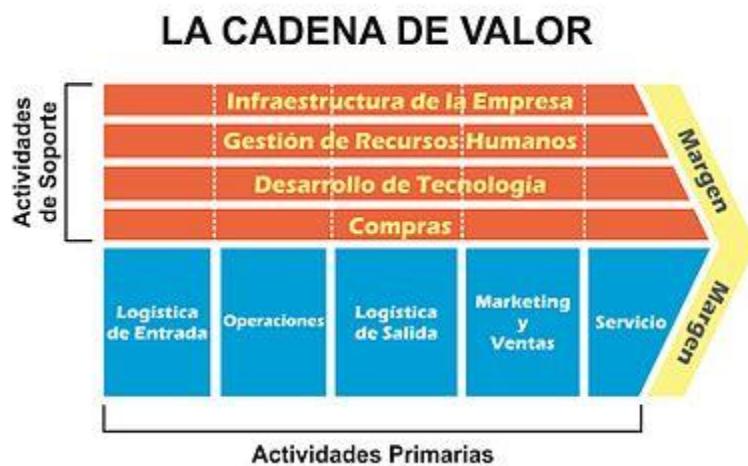 LA CADENA DE VALOR
Actividades
de Soporte
Infraestructura de la Empresa
Gestión de Recursos Humanos
Desarrollo de Tecnología
Compras
Margen
Logística
de Entrada
Operaciones
Logística
de Salida
Marketing
y
Ventas
Servicio
Margen
Actividades Primarias